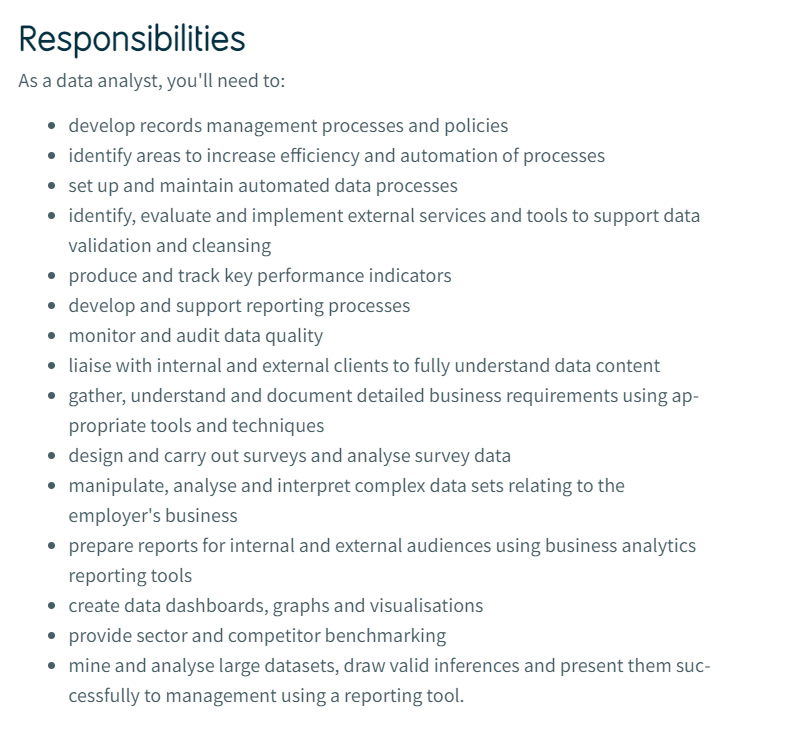 Responsibilities
As a data analyst, you'll need to:
• develop records management processes and policies
• identify areas to increase efficiency and automation of processes
• set up and maintain automated data processes
• identify, evaluate and implement external services and tools to support data
validation and cleansing
• produce and track key performance indicators
• develop and support reporting processes
• monitor and audit data quality
• liaise with internal and external clients to fully understand data content
• gather, understand and document detailed business requirements using ap-
propriate tools and techniques
• design and carry out surveys and analyse survey data
• manipulate, analyse and interpret complex data sets relating to the
employer's business
• prepare reports for internal and external audiences using business analytics
reporting tools
• create data dashboards, graphs and visualisations
• provide sector and competitor benchmarking
• mine and analyse large datasets, draw valid inferences and present them suc-
cessfully to management using a reporting tool.